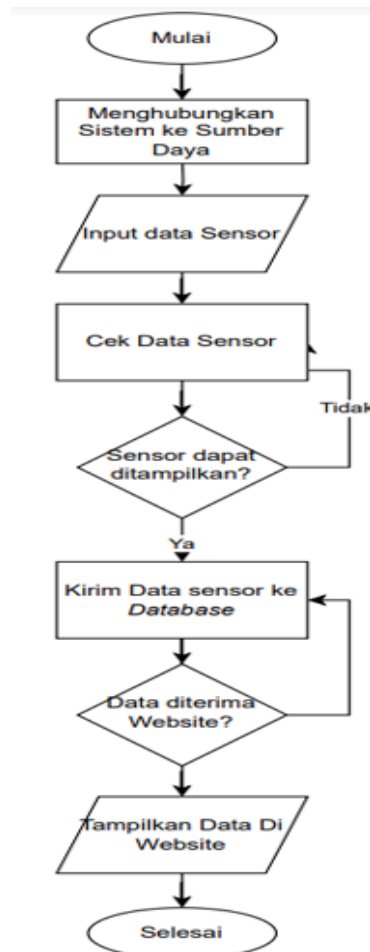 Mulai
Menghubungkan
Sistem ke Sumber
Daya
Input data Sensor
Cek Data Sensor
Tidak
Sensor dapat
ditampilkan?
Ya
Kirim Data sensor ke
Database
Data diterima
Website?
Tampilkan Data Di
Website
Selesai